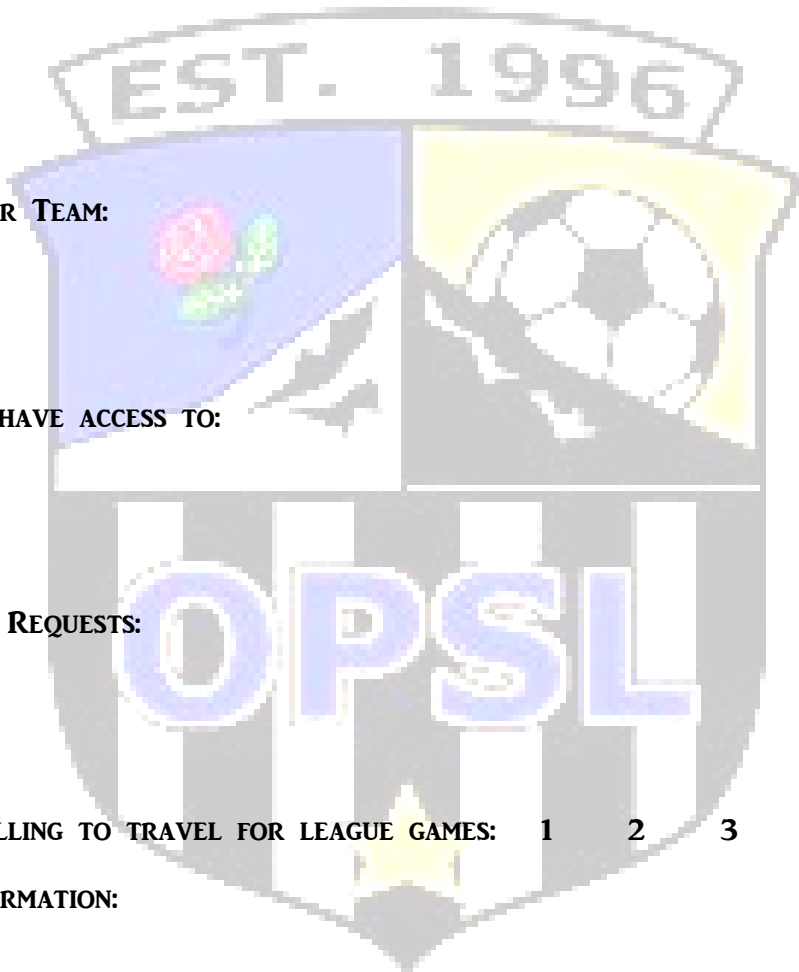 EST. 1996
R TEAM:
HAVE ACCESS TO:
REQUESTS:
OPSL
LLING TO TRAVEL FOR LEAGUE GAMES: 1 2 3
RMATION: